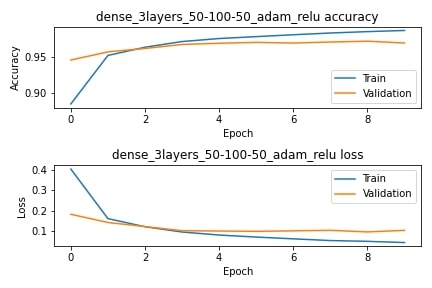 dense_3layers_50-100-50_adam_relu accuracy
Accuracy
0.95
0.90
Train
Validation
0 2 4 6 8
Epoch
dense_3layers_50-100-50_adam_relu loss
Loss
0.4
0.3
0.2
0.1
Train
Validation
0 2 4 6 8
Epoch